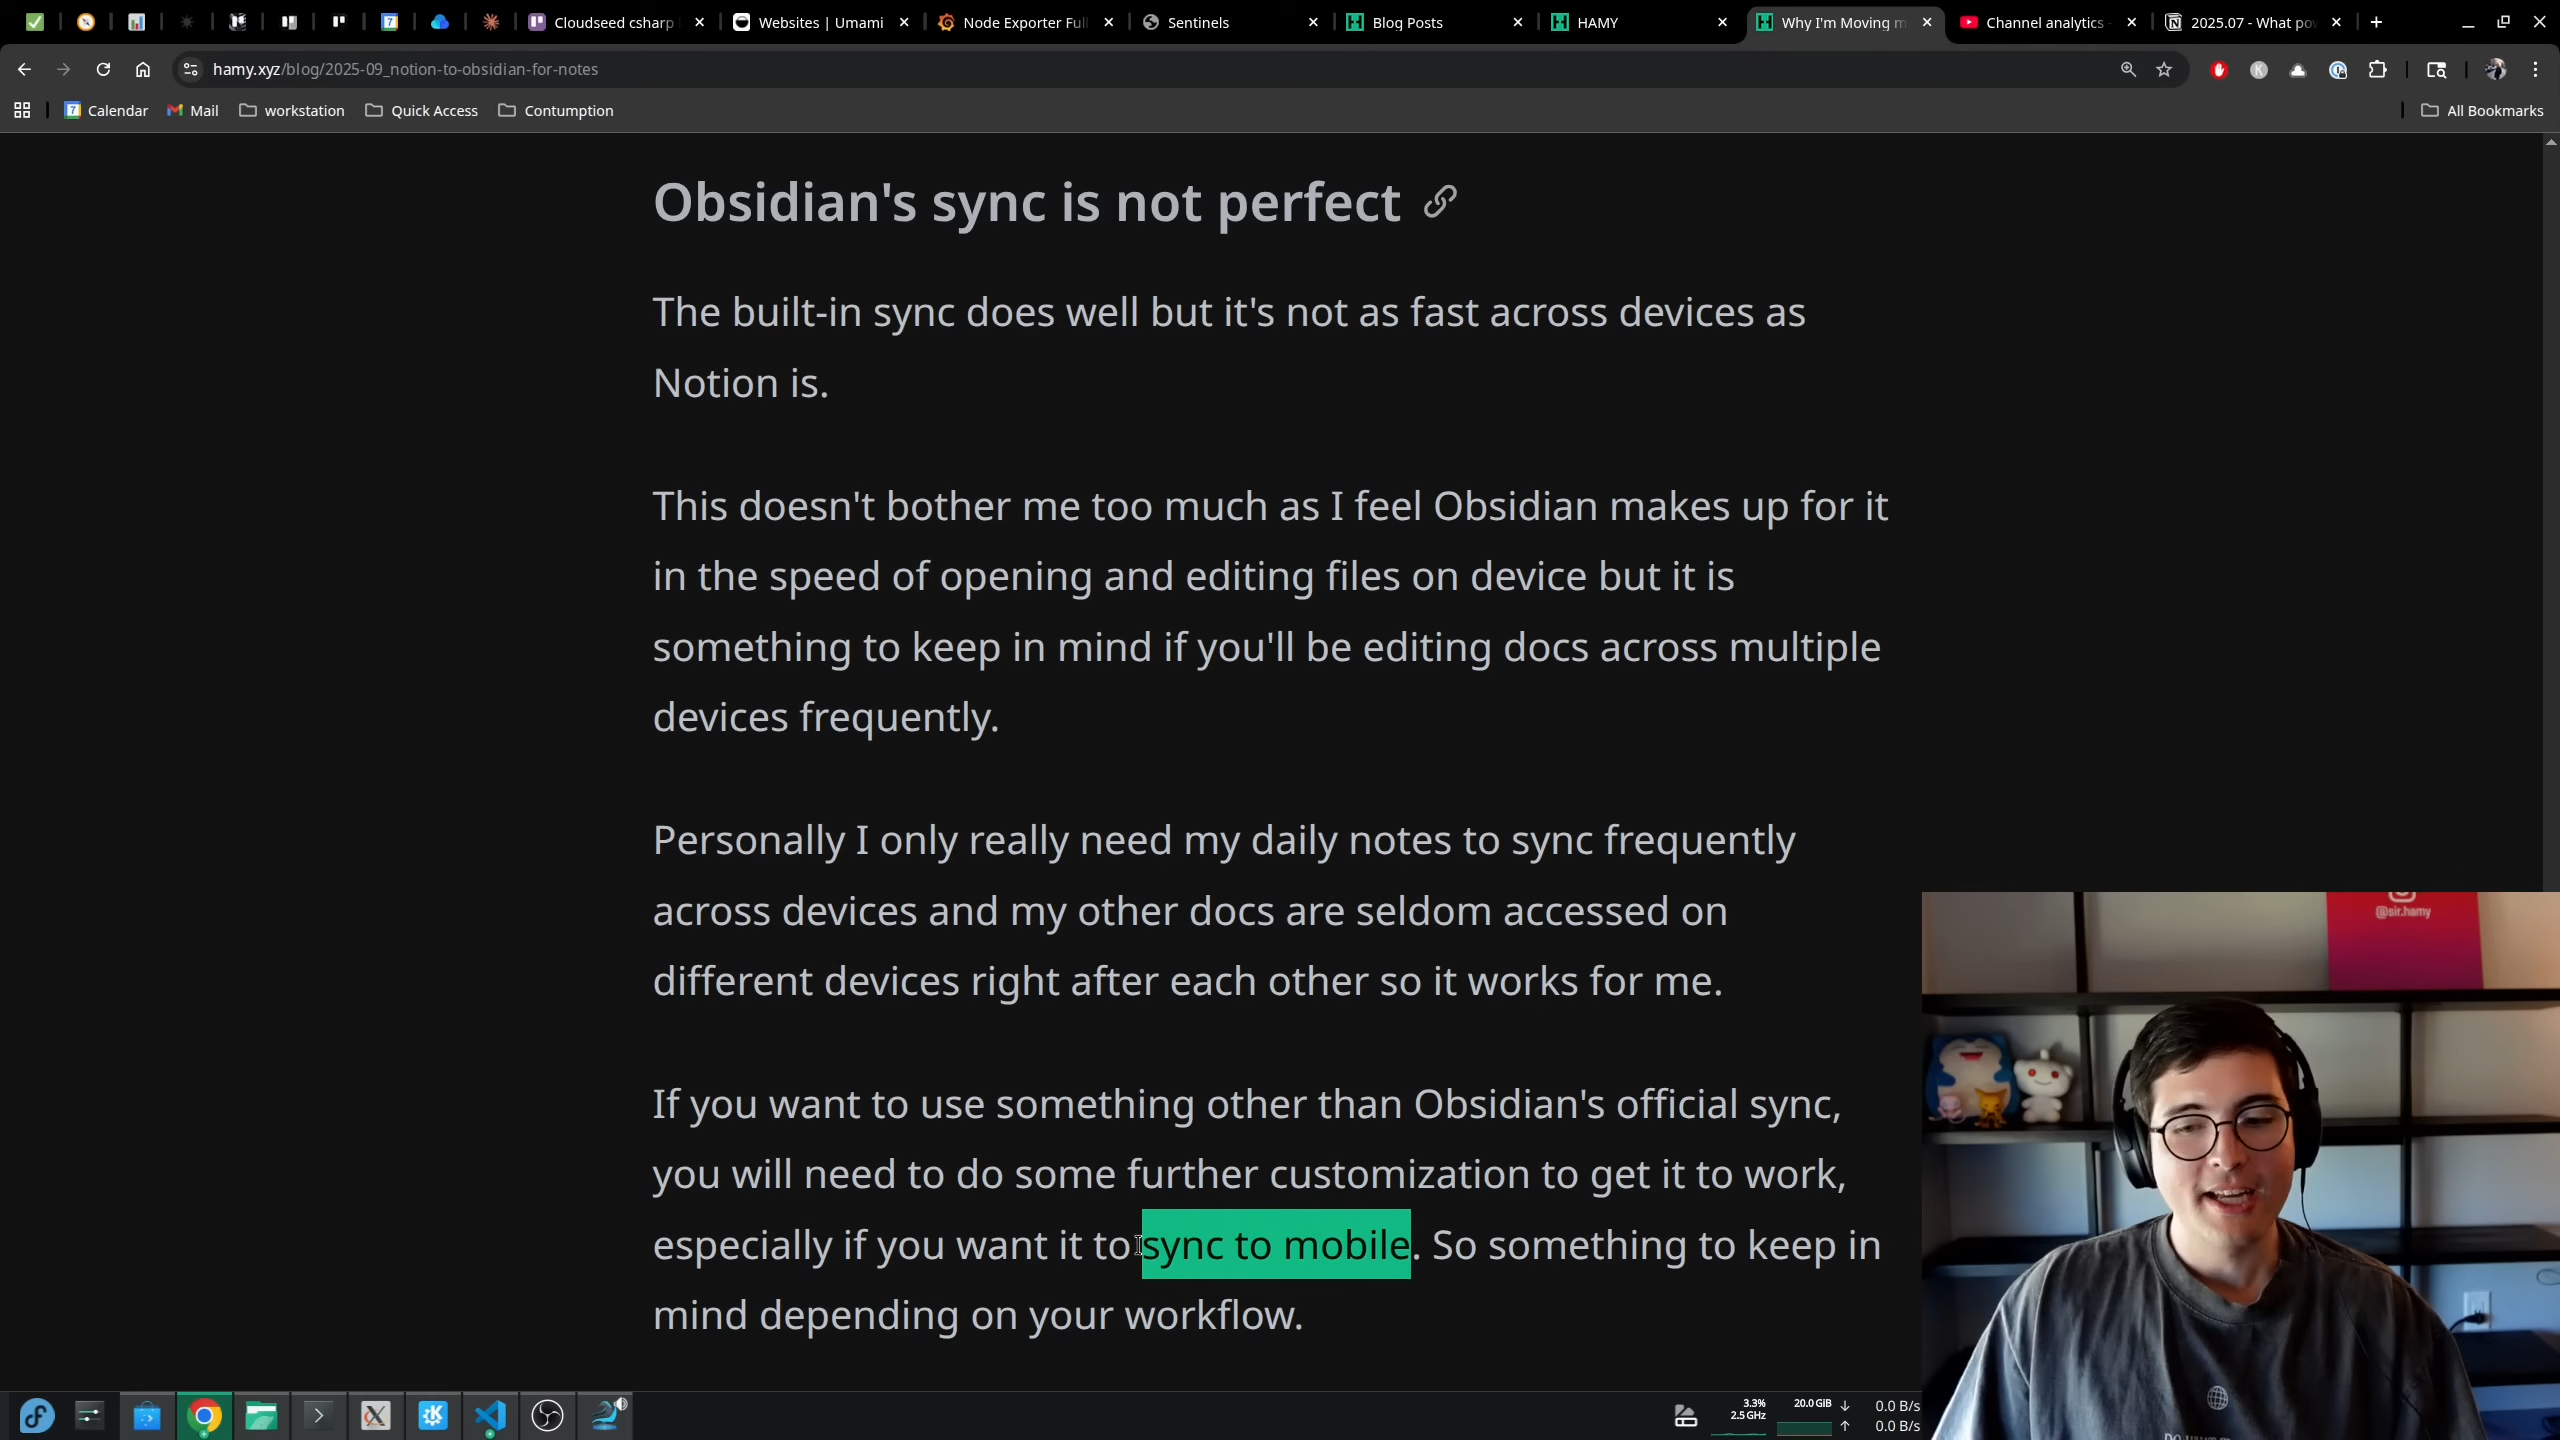 Cloudseed csharp
Websites | Umami
Node Exporter Full
Sentinels
Blog Posts
HAMY
Why I'm Moving m
Channel analytics -
2025.07 - What po
hamy.xyz/blog/2025-09_notion-to-obsidian-for-notes
Calendar
Mail
workstation
Quick Access
Contumption
All Bookmarks
Obsidian's sync is not perfect
The built-in sync does well but it's not as fast across devices as
Notion is.
This doesn't bother me too much as I feel Obsidian makes up for it
in the speed of opening and editing files on device but it is
something to keep in mind if you'll be editing docs across multiple
devices frequently.
Personally I only really need my daily notes to sync frequently
across devices and my other docs are seldom accessed on
different devices right after each other so it works for me.
If you want to use something other than Obsidian's official sync,
you will need to do some further customization to get it to work,
especially if you want it to sync to mobile. So something to keep in
mind depending on your workflow.
@sir.hamy
3.3%
2.5 GHz
20.0 GiB
0.0 B/s
0.0 B/s